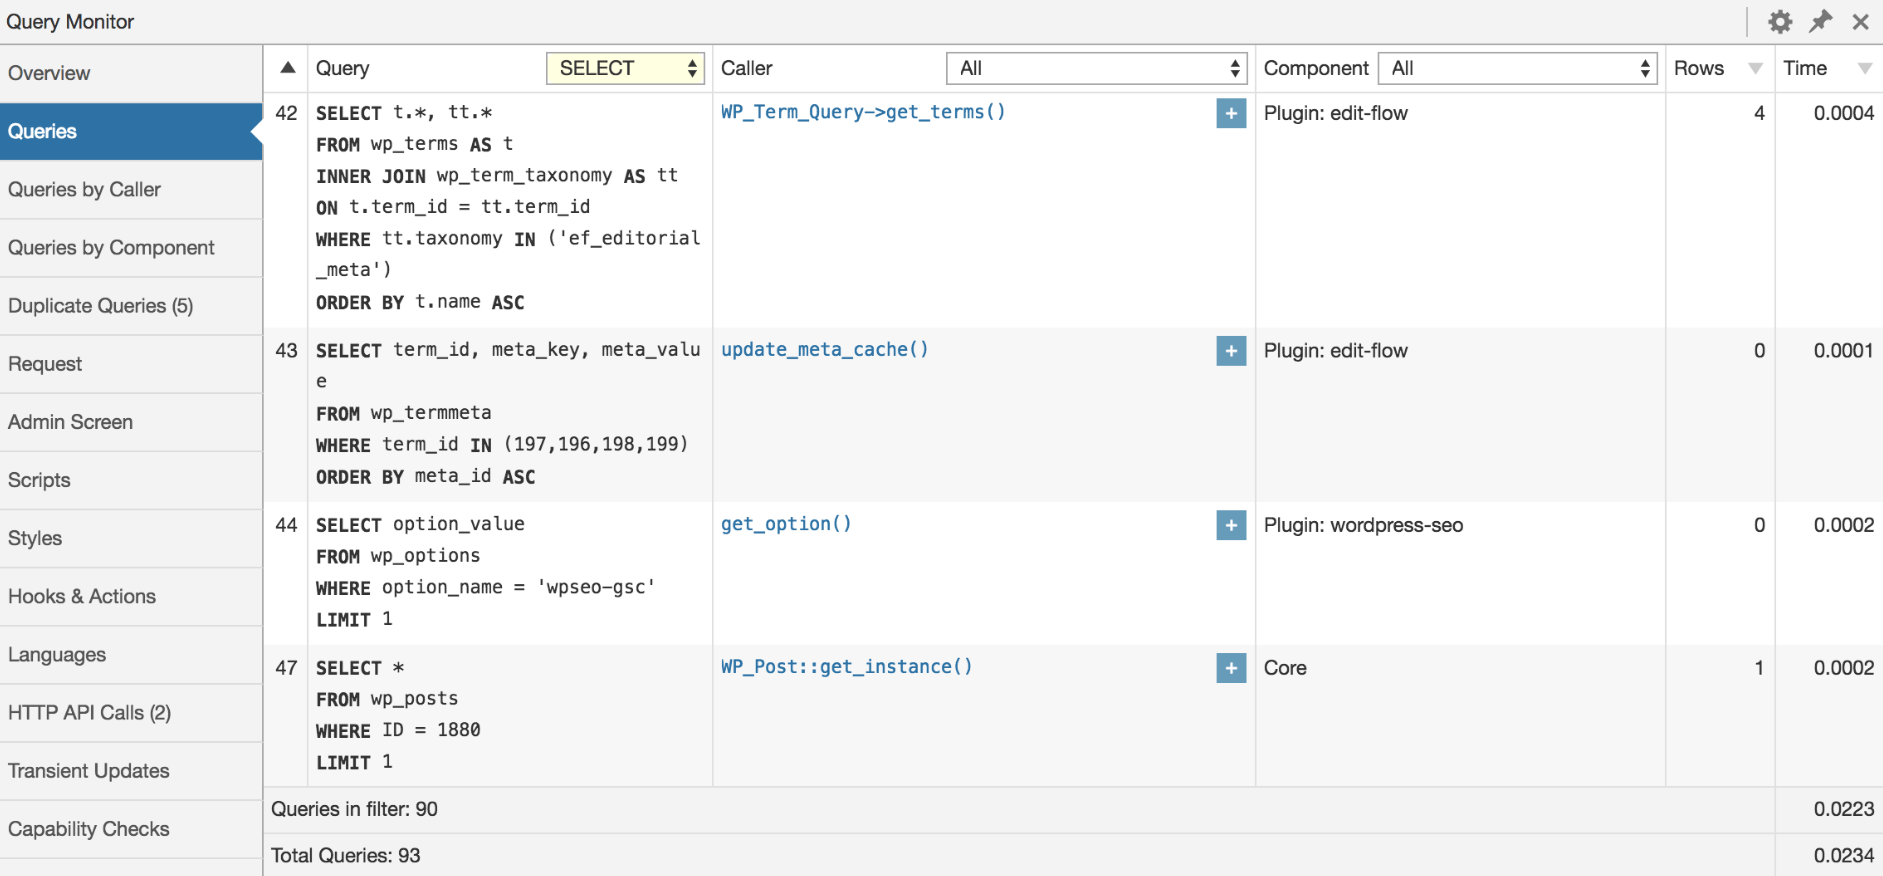 Query Monitor
Overview
Queries
Queries by Caller
Queries by Component
Duplicate Queries (5)
Request
Admin Screen
Scripts
Styles
Hooks & Actions
Languages
HTTP API Calls (2)
Transient Updates
Capability Checks
Query SELECT Caller All Component All Rows Time
42 SELECT t.*, tt.* WP_Term_Query->get_terms() + Plugin: edit-flow 4 0.0004
FROM wp_terms AS t
INNER JOIN wp_term_taxonomy AS tt
ON t.term_id = tt.term_id
WHERE tt.taxonomy IN ('ef_editorial
_meta')
ORDER BY t.name ASC
43 SELECT term_id, meta_key, meta_valu update_meta_cache() + Plugin: edit-flow 0 0.0001
e
FROM wp_termmeta
WHERE term_id IN (197,196,198,199)
ORDER BY meta_id ASC
44 SELECT option_value get_option() + Plugin: wordpress-seo 0 0.0002
FROM wp_options
WHERE option_name = 'wpseo-gsc'
LIMIT 1
47 SELECT * WP_Post::get_instance() + Core 1 0.0002
FROM wp_posts
WHERE ID = 1880
LIMIT 1
Queries in filter: 90 0.0223
Total Queries: 93 0.0234